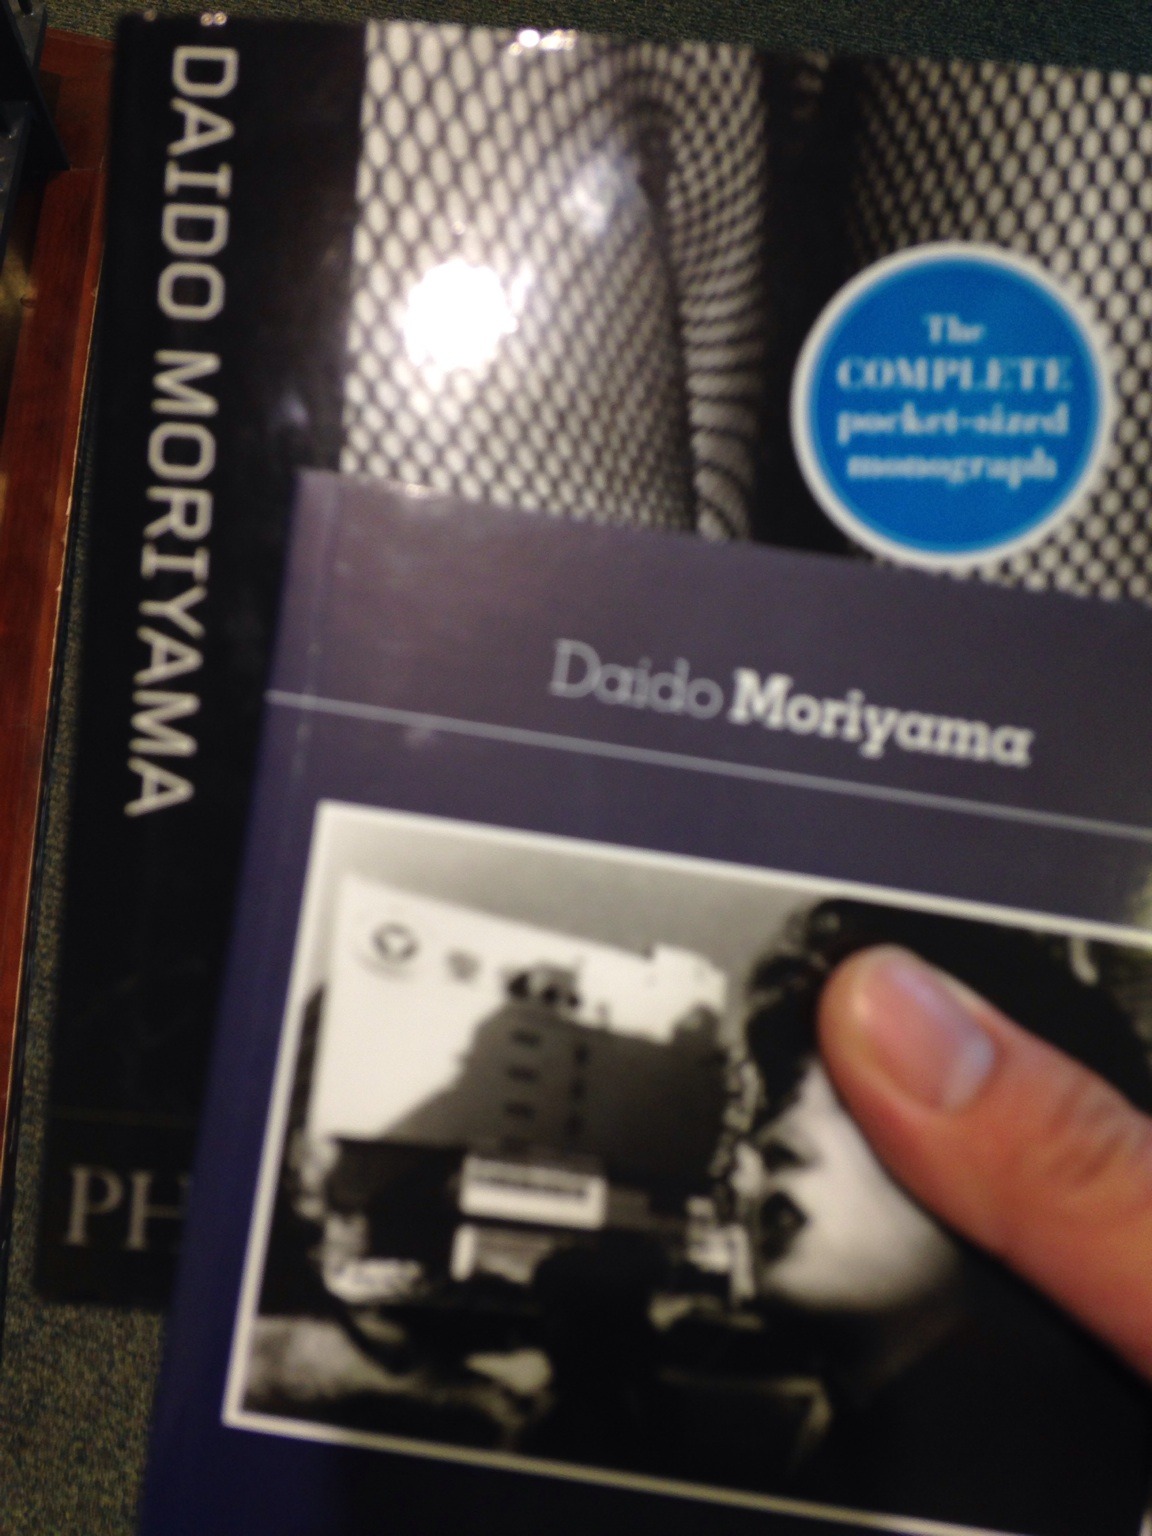 DAIDO MORIYAMA
The
COMPLETE
pocket-sized
monograph
Daido Moriyama
PH